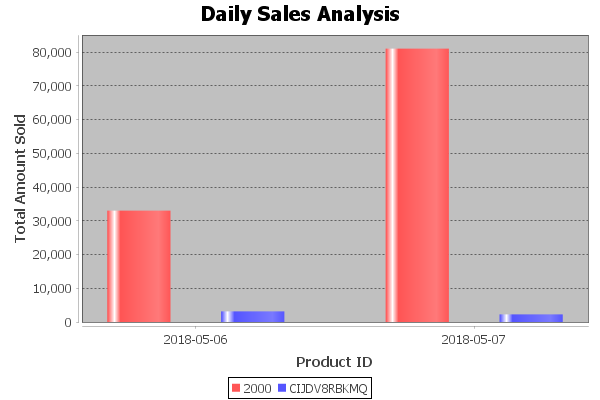 Daily Sales Analysis
Total Amount Sold
80,000
70,000
60,000
50,000
40,000
30,000
20,000
10,000
0
2018-05-06 2018-05-07
Product ID
2000 CIJDV8RBKMQ